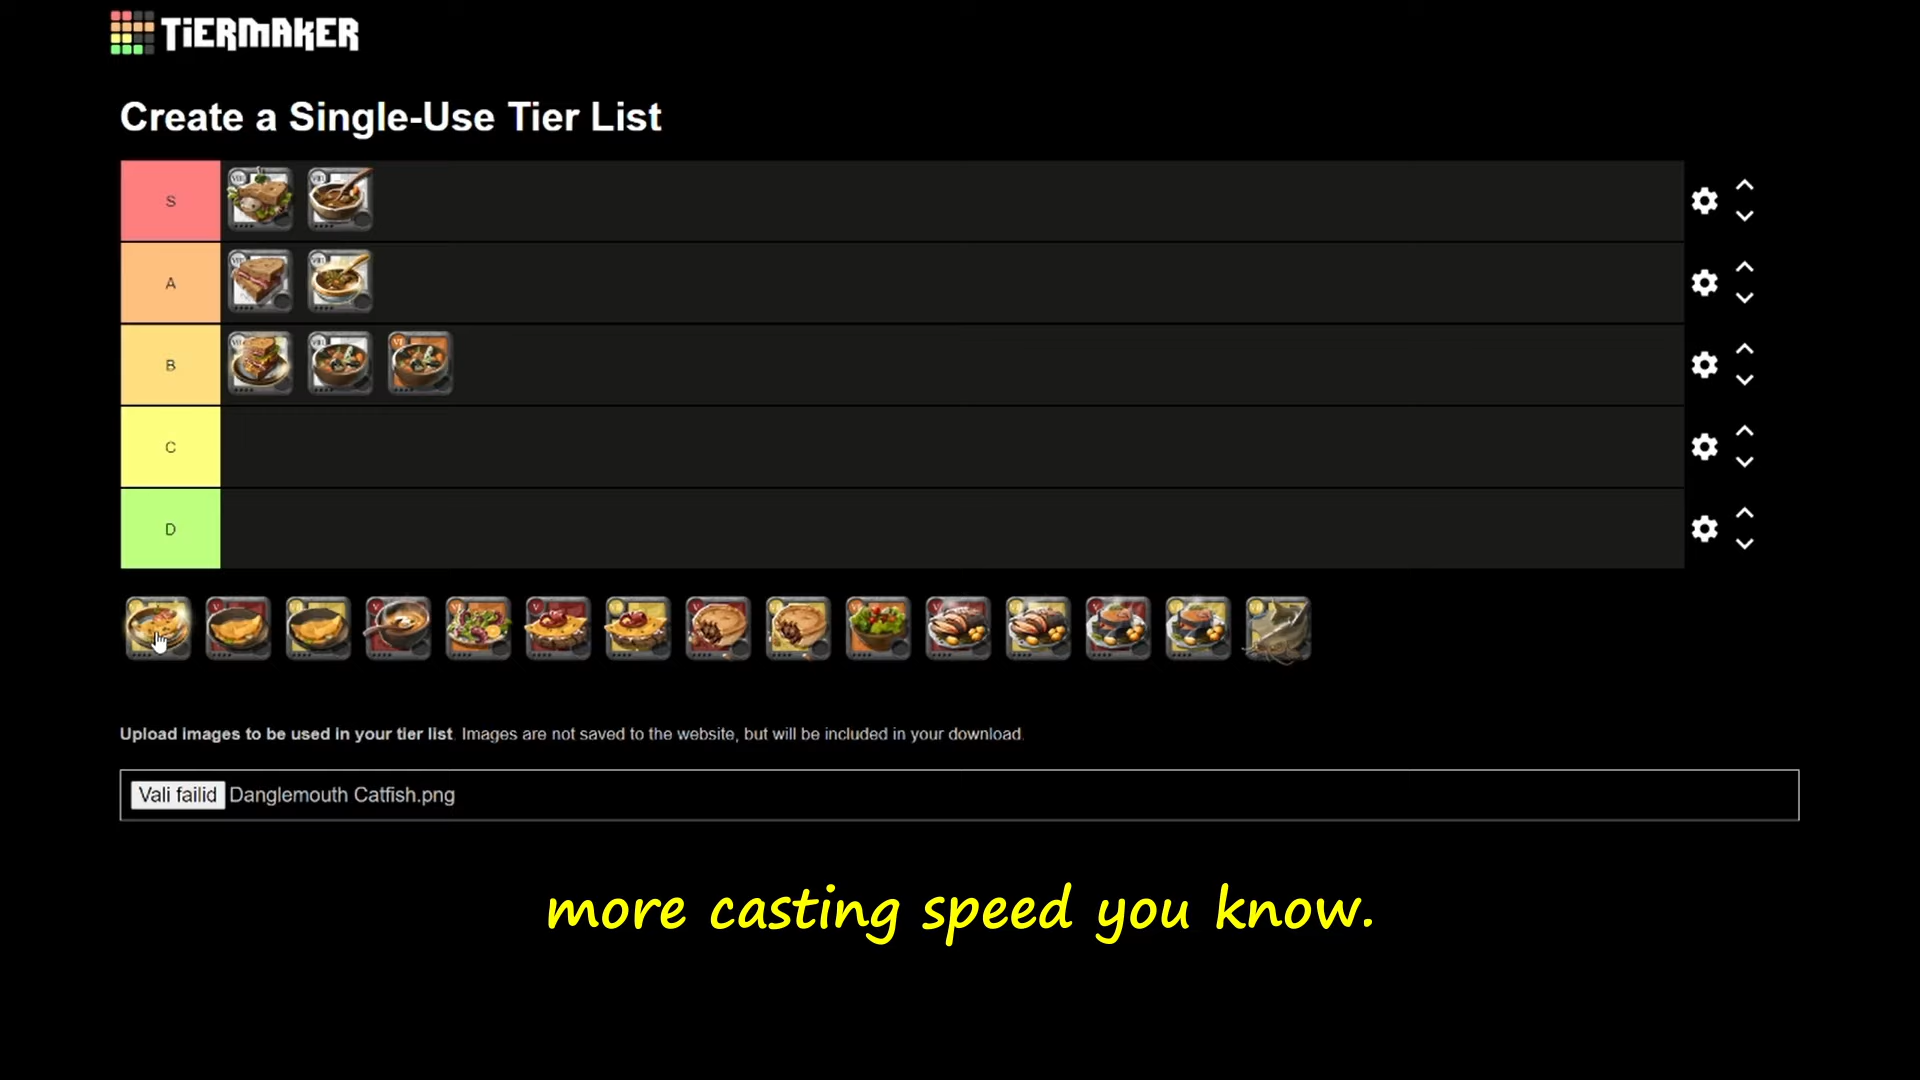 TiERMAKER
Create a Single-Use Tier List
S
A
B
C
D
Upload images to be used in your tier list. Images are not saved to the website, but will be included in your download.
Vali failid Danglemouth Catfish.png
more casting speed you know.